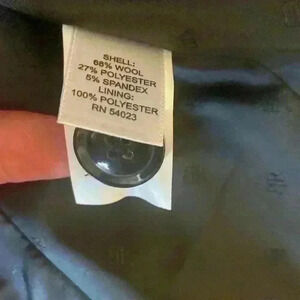 SHELL:
68% WOOL
27% POLYESTER
5% SPANDEX
LINING:
100% POLYESTER
RN 54023